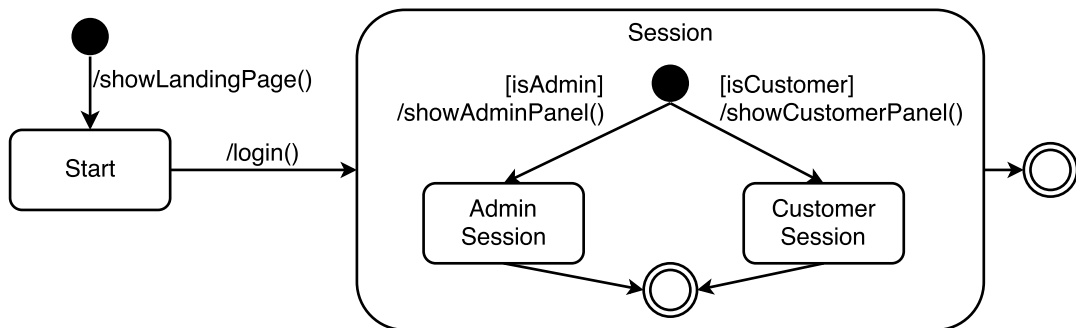 Session
/showLandingPage()
[isAdmin]
/showAdminPanel()
[isCustomer]
/showCustomerPanel()
Start
/login()
Admin
Session
Customer
Session